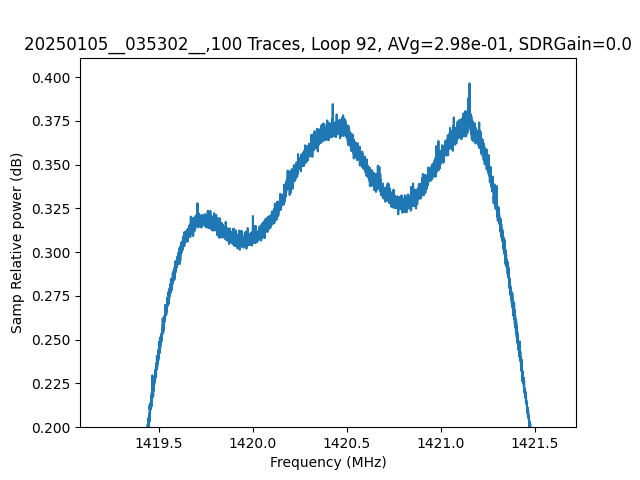 20250105__035302__,100 Traces, Loop 92, AVg=2.98e-01, SDRGain=0.0
0.400
0.375
0.350
0.325
0.300
0.275
0.250
0.225
0.200
Samp Relative power (dB)
1419.5 1420.0 1420.5 1421.0 1421.5
Frequency (MHz)